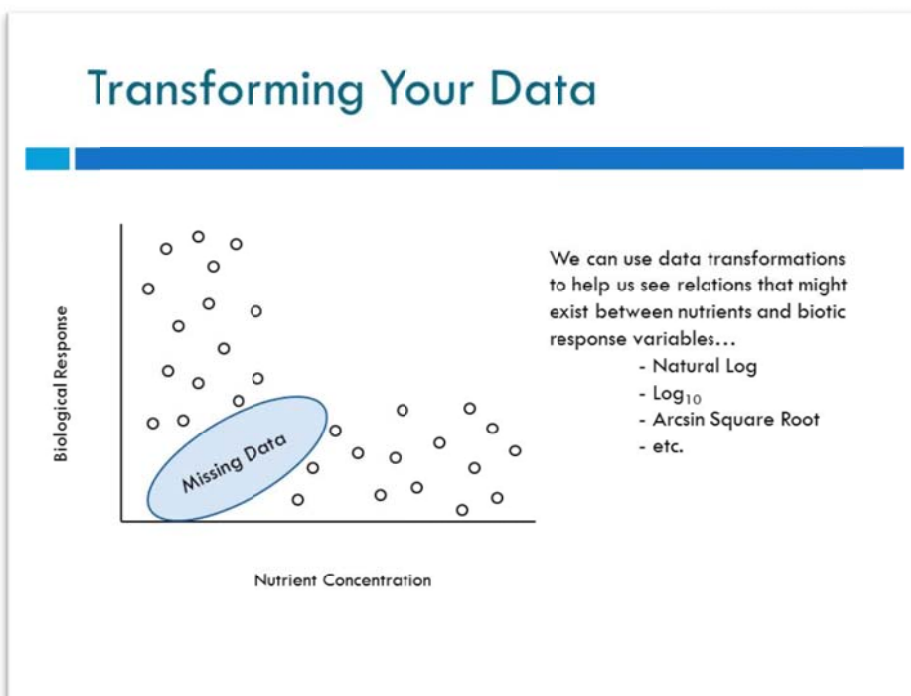 Transforming Your Data
Biological Response
Missing Data
Nutrient Concentration
We can use data transformations
to help us see relations that might
exist between nutrients and biotic
response variables...
- Natural Log
- Log₁₀
- Arcsin Square Root
- etc.